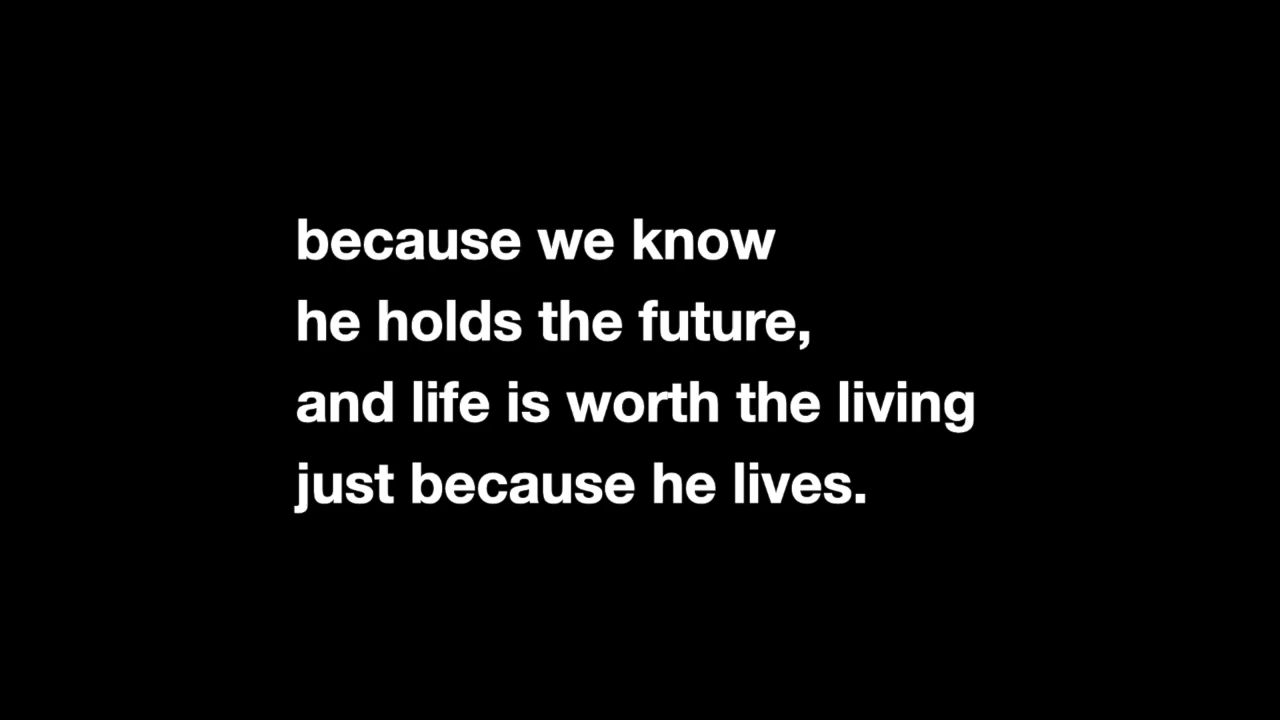 because we know
he holds the future,
and life is worth the living
just because he lives.